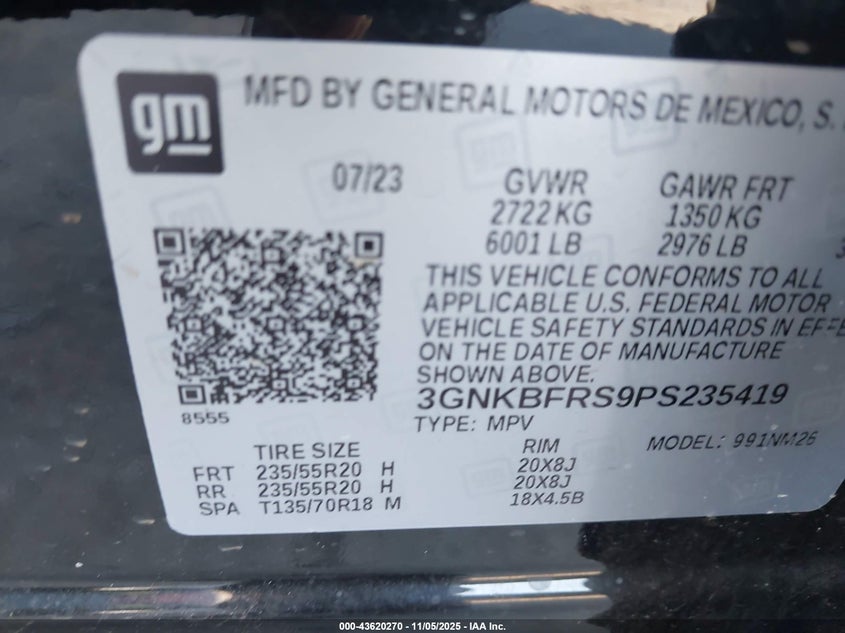 gm
MFD BY GENERAL MOTORS DE MEXICO, S.
07/23 GVWR GAWR FRT
2722 KG 1350 KG
6001 LB 2976 LB
THIS VEHICLE CONFORMS TO ALL
APPLICABLE U.S. FEDERAL MOTOR
VEHICLE SAFETY STANDARDS IN EFFE
ON THE DATE OF MANUFACTURE
SHOWN ABOVE.
3GNKBFRS9PS235419
8555
TYPE: MPV MODEL: 991NM26
TIRE SIZE RIM
FRT 235/55R20 H 20X8J
RR 235/55R20 H 20X8J
SPA T135/70R18 M 18X4.5B
000-43620270 - 11/05/2025 - IAA Inc.